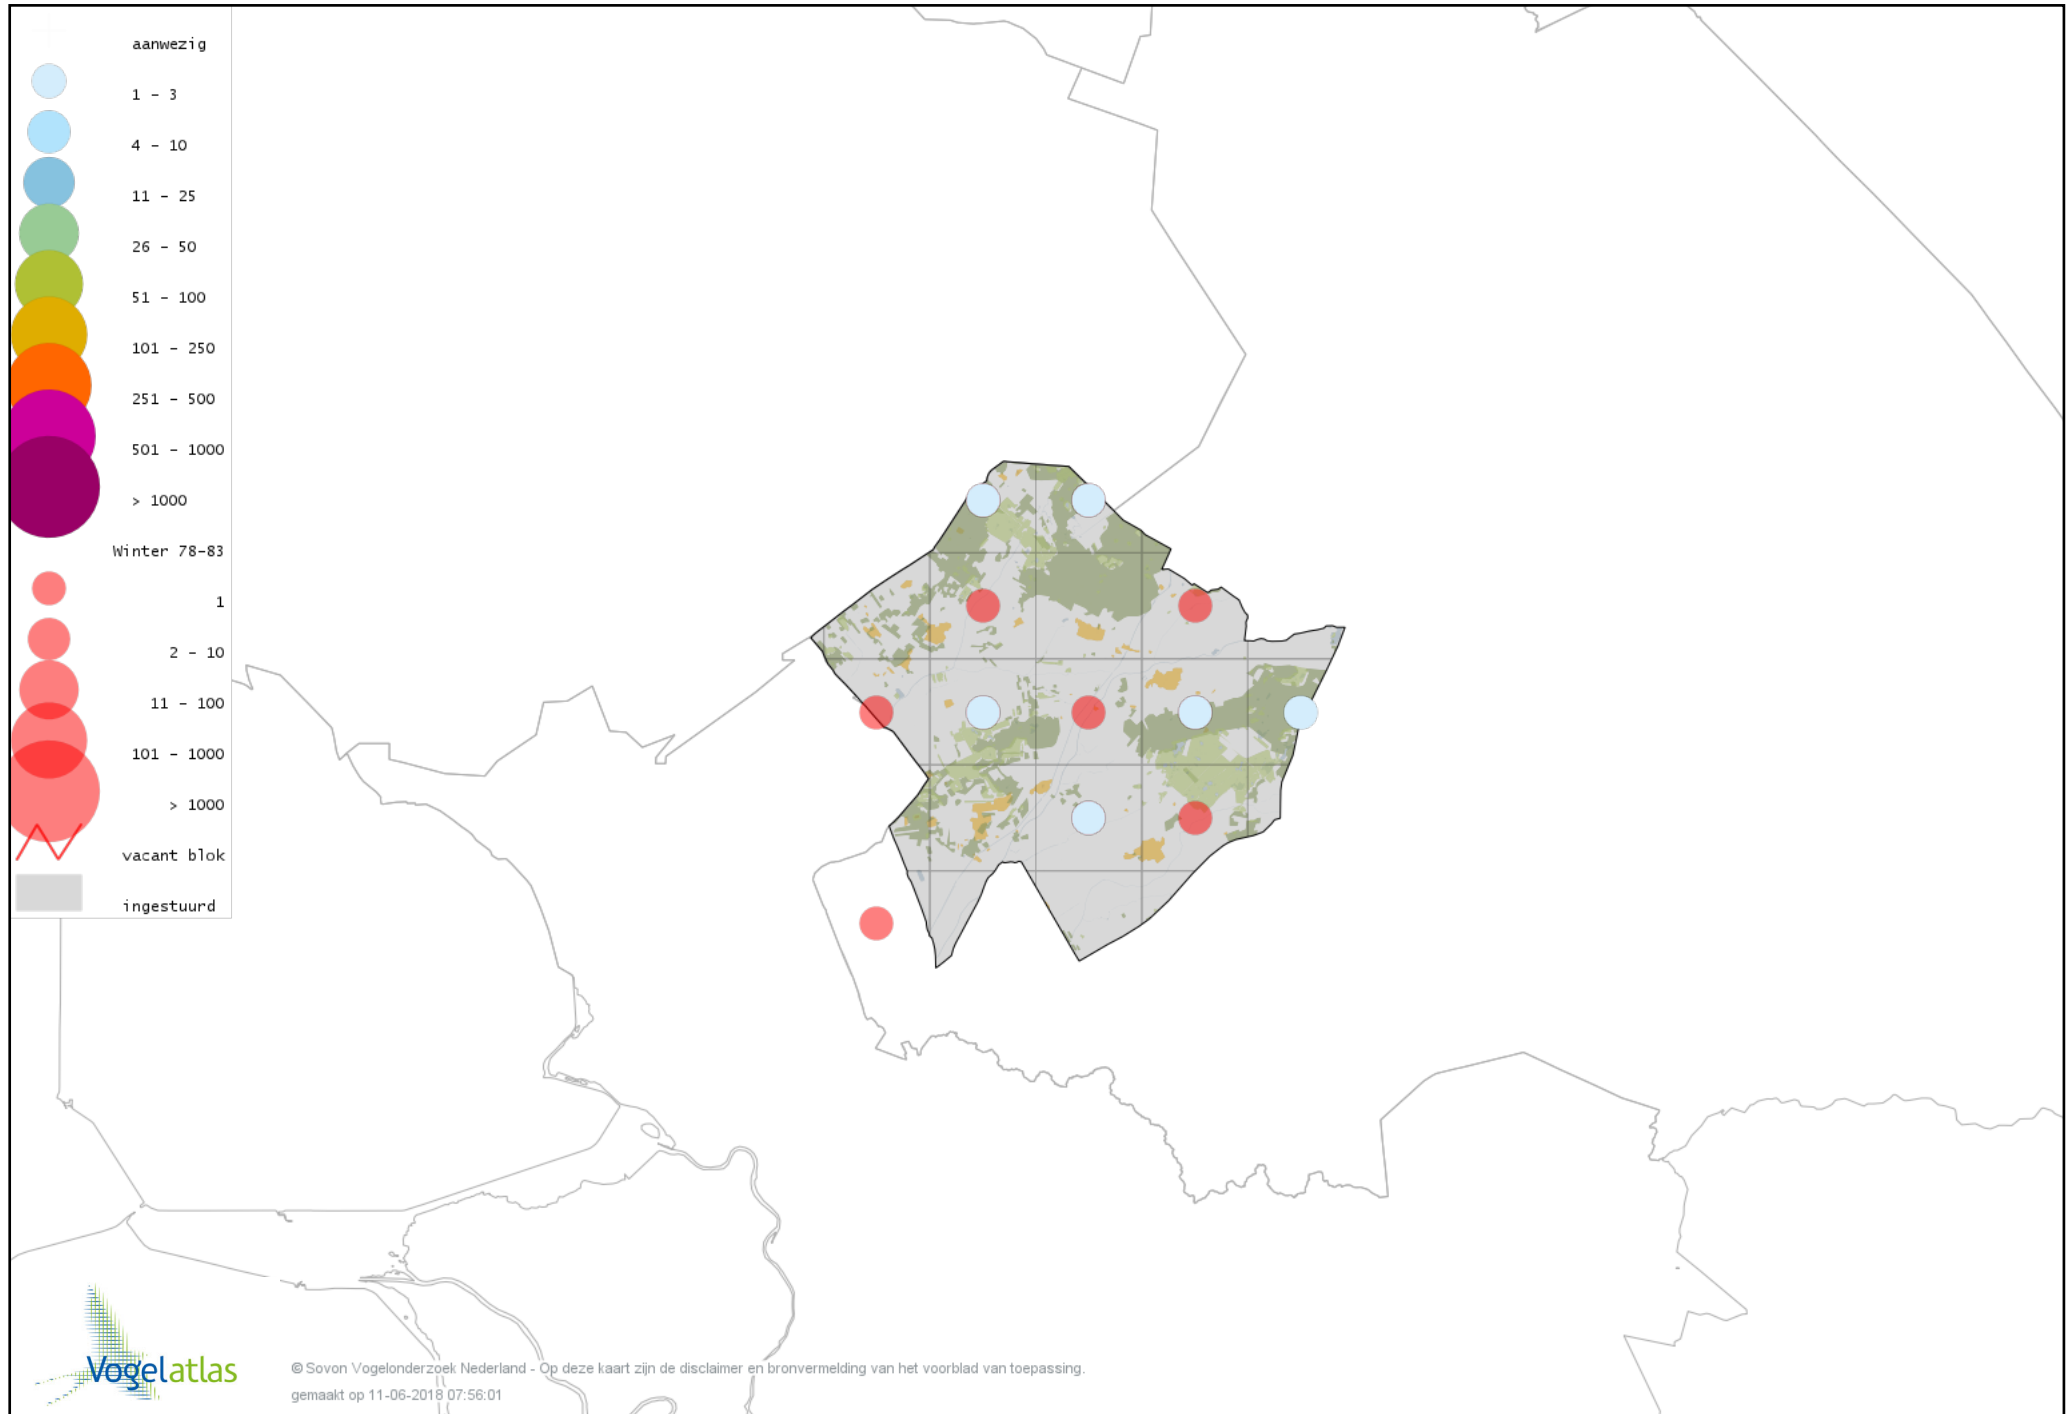 aanwezig
1 - 3
4 - 10
11 - 25
26 - 50
51 - 100
101 - 250
251 - 500
501 - 1000
> 1000
Winter 78-83
1
2 - 10
11 - 100
101 - 1000
> 1000
vacant blok
ingestuurd
Vogelatlas
© Sovon Vogelonderzoek Nederland - Op deze kaart zijn de disclaimer en bronvermelding van het voorblad van toepassing.
gemaakt op 11-06-2018 07:56:01